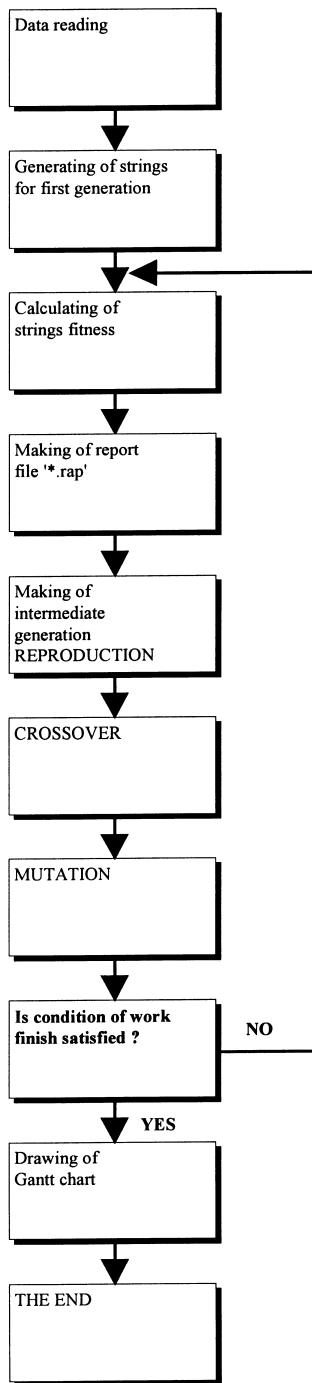 Data reading
Generating of strings
for first generation
Calculating of
strings fitness
Making of report
file '*.rap'
Making of
intermediate
generation
REPRODUCTION
CROSSOVER
MUTATION
Is condition of work
finish satisfied ?
NO
YES
Drawing of
Gantt chart
THE END